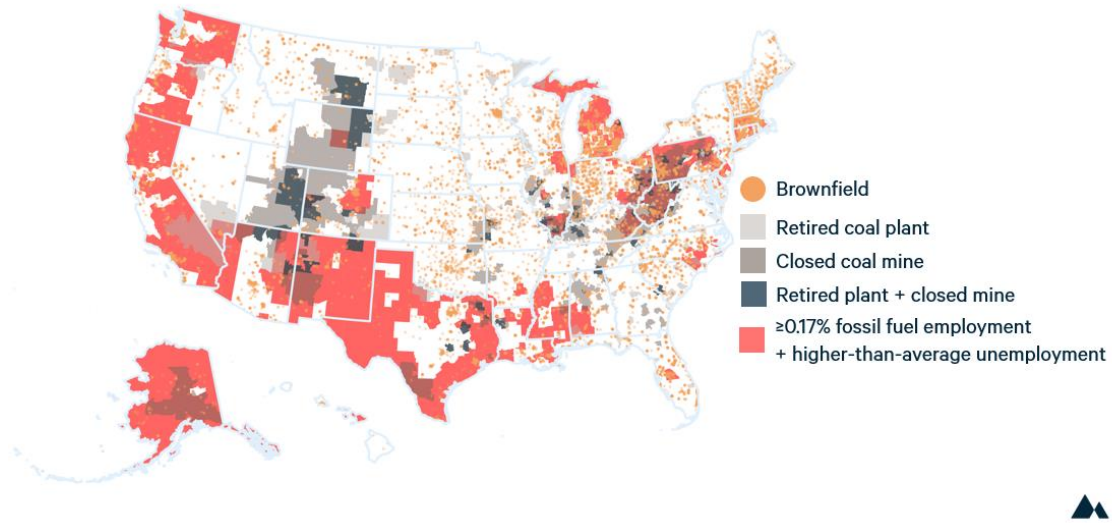 Brownfield
Retired coal plant
Closed coal mine
Retired plant + closed mine
≥0.17% fossil fuel employment
+ higher-than-average unemployment